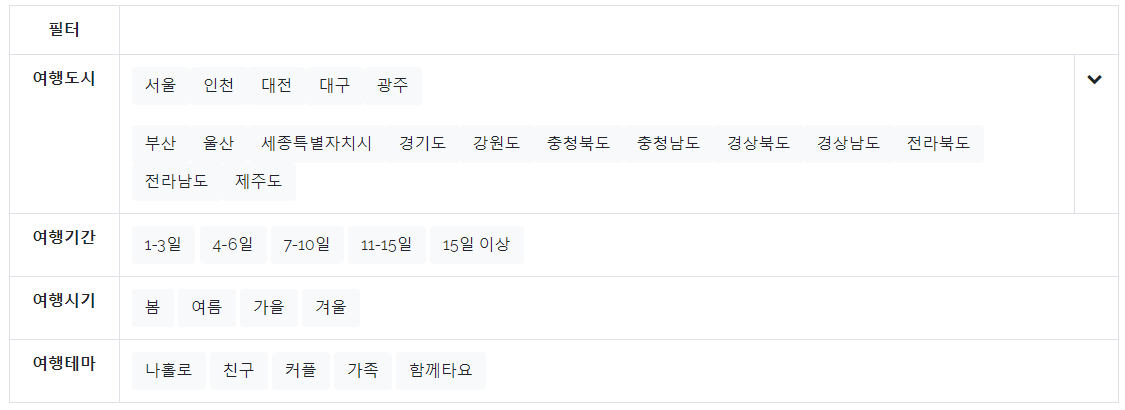 필터
여행도시
서울 인천 대전 대구 광주
부산 울산 세종특별자치시 경기도 강원도 충청북도 충청남도 경상북도 경상남도 전라북도
전라남도 제주도
여행기간
1-3일 4-6일 7-10일 11-15일 15일 이상
여행시기
봄 여름 가을 겨울
여행테마
나홀로 친구 커플 가족 함께타요